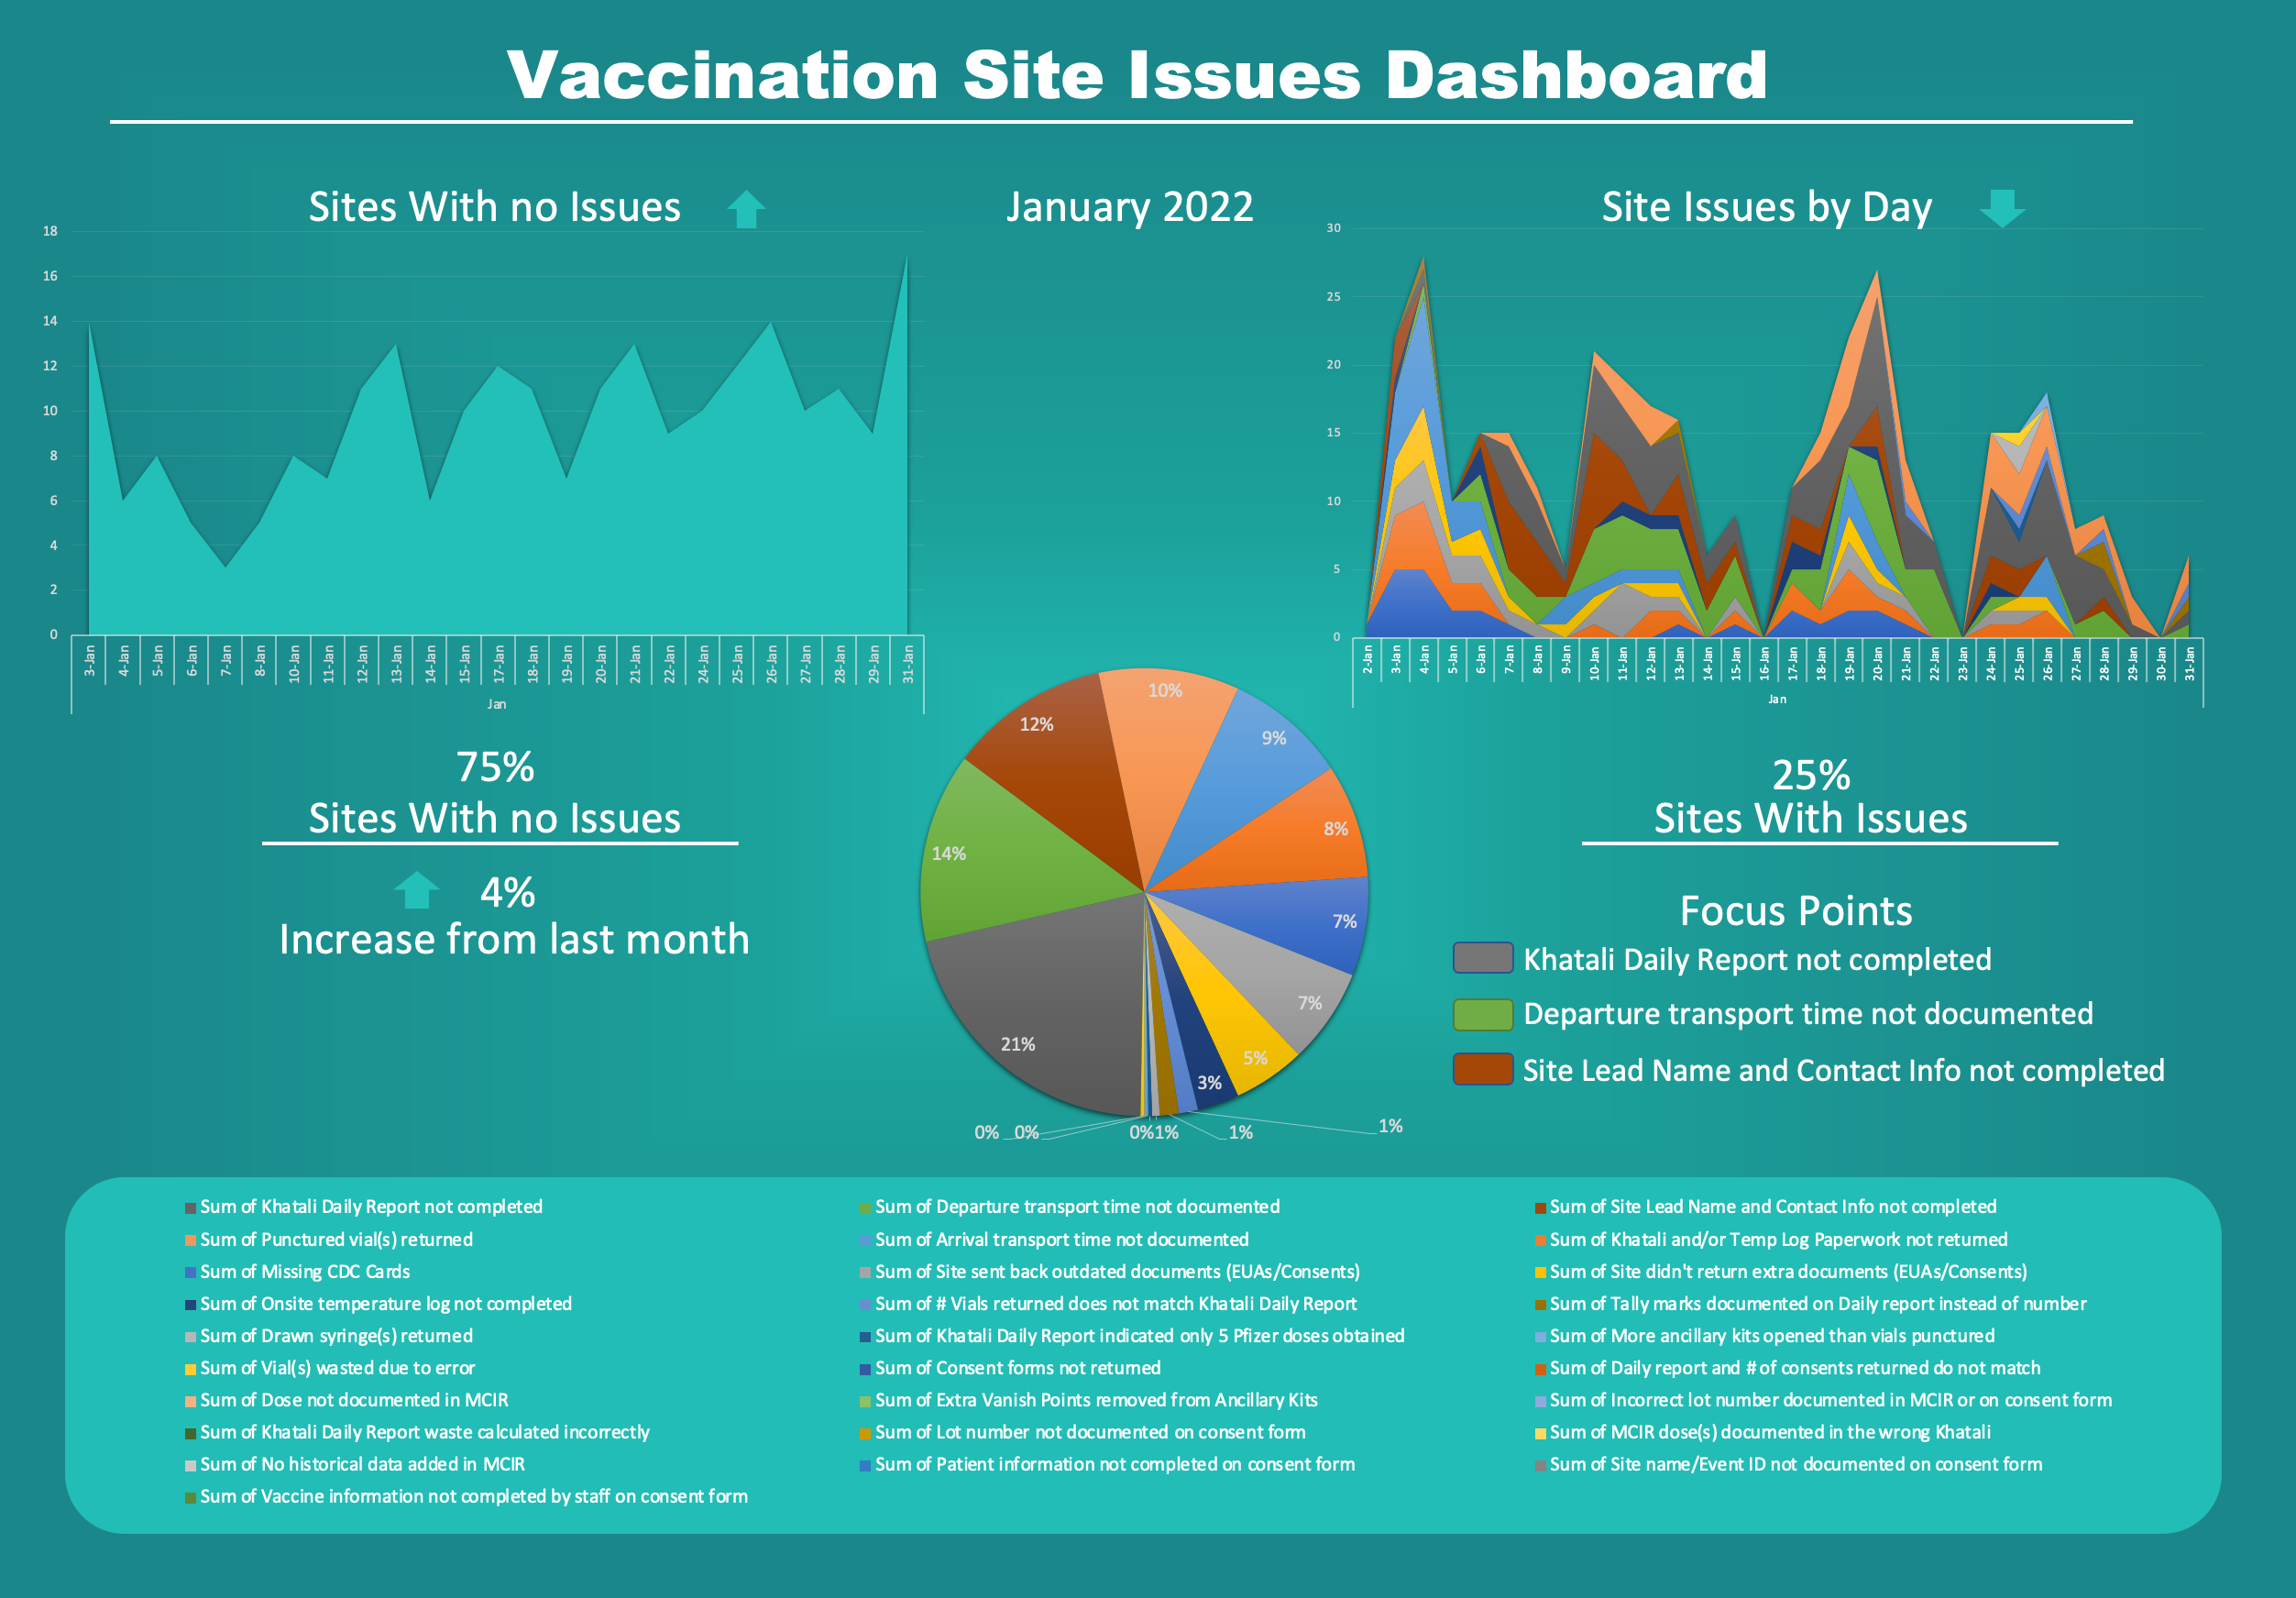 Vaccination Site Issues Dashboard
Sites With no Issues
18
16
14
12
10
8
6
4
2
0
3-Jan
4-Jan
5-Jan
6-Jan
7-Jan
8-Jan
10-Jan
11-Jan
12-Jan
13-Jan
14-Jan
15-Jan
17-Jan
18-Jan
19-Jan
20-Jan
21-Jan
22-Jan
24-Jan
25-Jan
26-Jan
27-Jan
28-Jan
29-Jan
31-Jan
Jan
January 2022
Site Issues by Day
30
25
20
15
10
5
0
2-Jan
3-Jan
4-Jan
5-Jan
6-Jan
7-Jan
8-Jan
9-Jan
10-Jan
11-Jan
12-Jan
13-Jan
14-Jan
15-Jan
16-Jan
17-Jan
18-Jan
19-Jan
20-Jan
21-Jan
22-Jan
23-Jan
24-Jan
25-Jan
26-Jan
27-Jan
28-Jan
29-Jan
30-Jan
31-Jan
Jan
75%
Sites With no Issues
4%
Increase from last month
10%
9%
8%
7%
7%
5%
3%
1%
1%
1%
0%
0%
0%
21%
14%
12%
25%
Sites With Issues
Focus Points
Khatali Daily Report not completed
Departure transport time not documented
Site Lead Name and Contact Info not completed
Sum of Khatali Daily Report not completed
Sum of Departure transport time not documented
Sum of Site Lead Name and Contact Info not completed
Sum of Punctured vial(s) returned
Sum of Arrival transport time not documented
Sum of Khatali and/or Temp Log Paperwork not returned
Sum of Missing CDC Cards
Sum of Site sent back outdated documents (EUAs/Consents)
Sum of Site didn't return extra documents (EUAs/Consents)
Sum of Onsite temperature log not completed
Sum of # Vials returned does not match Khatali Daily Report
Sum of Tally marks documented on Daily report instead of number
Sum of Drawn syringe(s) returned
Sum of Khatali Daily Report indicated only 5 Pfizer doses obtained
Sum of More ancillary kits opened than vials punctured
Sum of Vial(s) wasted due to error
Sum of Consent forms not returned
Sum of Daily report and # of consents returned do not match
Sum of Dose not documented in MCIR
Sum of Extra Vanish Points removed from Ancillary Kits
Sum of Incorrect lot number documented in MCIR or on consent form
Sum of Khatali Daily Report waste calculated incorrectly
Sum of Lot number not documented on consent form
Sum of MCIR dose(s) documented in the wrong Khatali
Sum of No historical data added in MCIR
Sum of Patient information not completed on consent form
Sum of Site name/Event ID not documented on consent form
Sum of Vaccine information not completed by staff on consent form